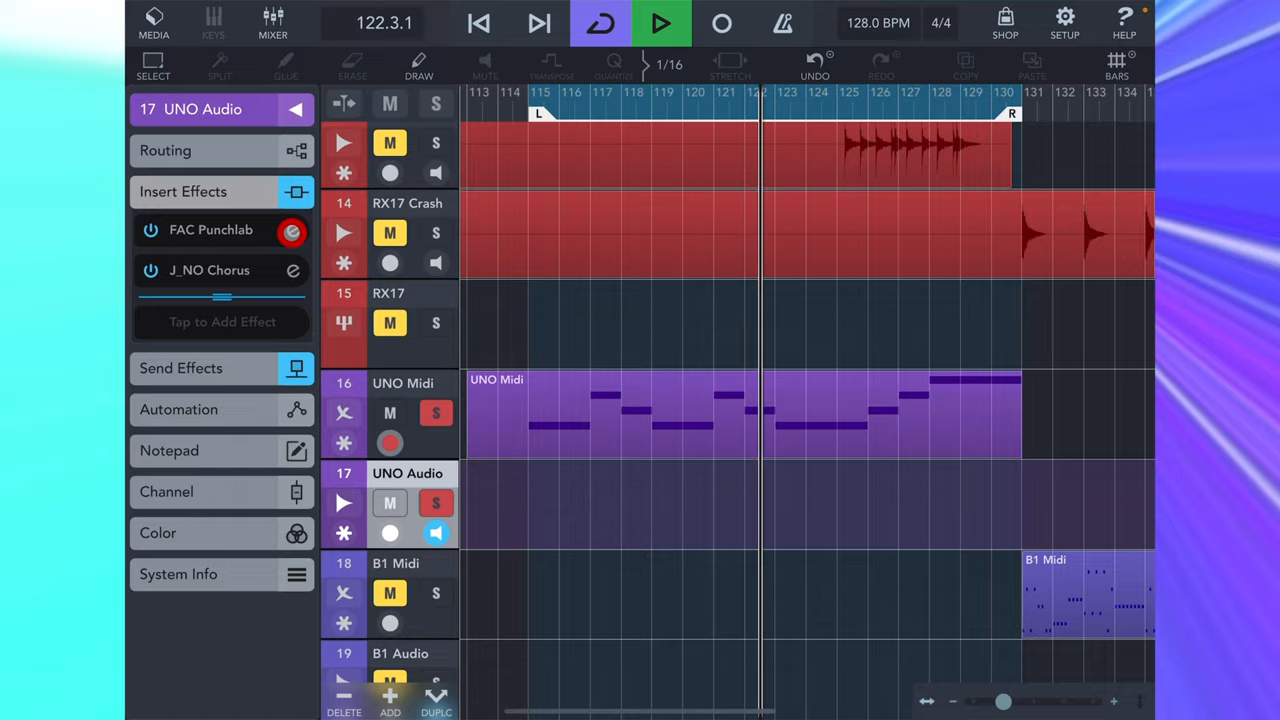 MEDIA KEYS MIXER 122.3.1 128.0 BPM 4/4 SHOP SETUP HELP
SELECT SPLIT GLUE ERASE DRAW MUTE TRANSPOSE QUANTIZE 1/16 STRETCH UNDO REDO COPY PASTE BARS
113 114 115 116 117 118 119 120 121 122 123 124 125 126 127 128 129 130 131 132 133 134
L R
17 UNO Audio
M S
Routing
M S
Insert Effects
14 RX17 Crash
FAC Punchlab
M S
J_NO Chorus
15 RX17
Tap to Add Effect
M S
Send Effects
16 UNO Midi
UNO Midi
Automation
M S
Notepad
17 UNO Audio
Channel
M S
Color
18 B1 Midi
B1 Midi
System Info
M S
19 B1 Audio
M S
DELETE ADD DUPLC